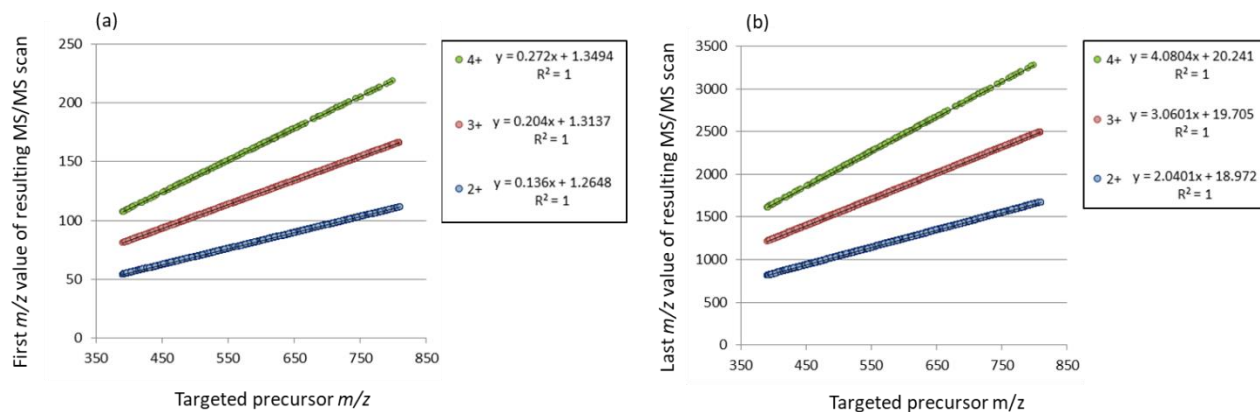 (a)
First m/z value of resulting MS/MS scan
250
200
150
100
50
0
350 450 550 650 750 850
Targeted precursor m/z
4+ y = 0.272x + 1.3494
R² = 1
3+ y = 0.204x + 1.3137
R² = 1
2+ y = 0.136x + 1.2648
R² = 1
(b)
Last m/z value of resulting MS/MS scan
3500
3000
2500
2000
1500
1000
500
0
350 450 550 650 750 850
Targeted precursor m/z
4+ y = 4.0804x + 20.241
R² = 1
3+ y = 3.0601x + 19.705
R² = 1
2+ y = 2.0401x + 18.972
R² = 1